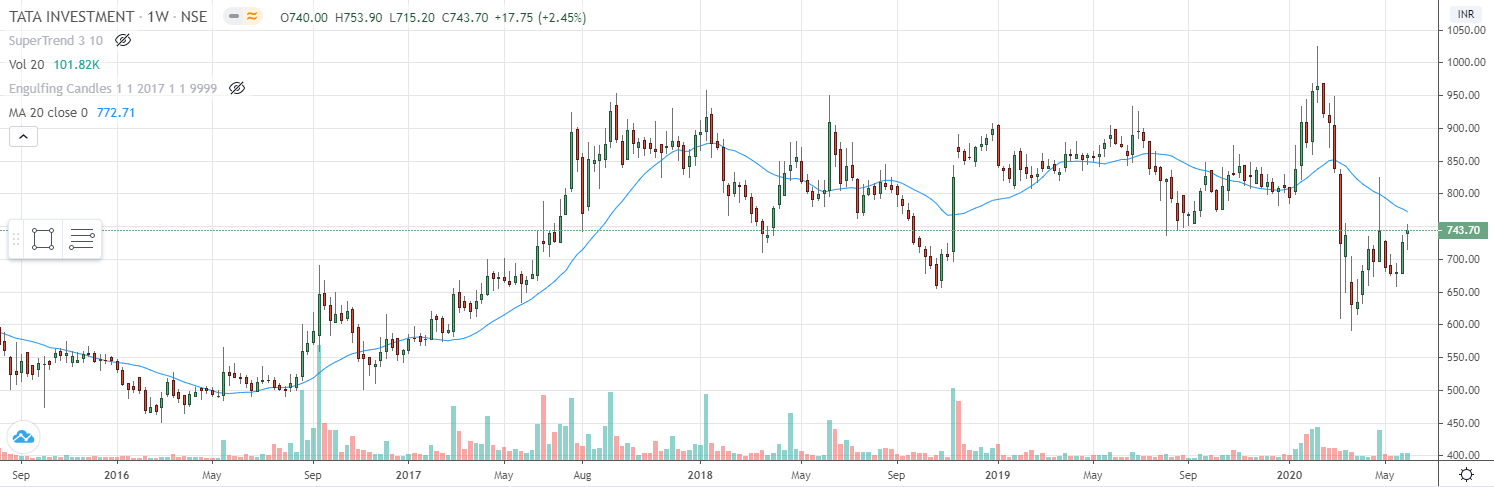 TATA INVESTMENT · 1W · NSE O740.00 H753.90 L715.20 C743.70 +17.75 (+2.45%) INR
SuperTrend 3 10
Vol 20 101.82K
Engulfing Candles 1 1 2017 1 1 9999
MA 20 close 0 772.71
1050.00
1000.00
950.00
900.00
850.00
800.00
743.70
700.00
650.00
600.00
550.00
500.00
450.00
400.00
Sep 2016 May Sep 2017 May Aug 2018 May Sep 2019 May Sep 2020 May